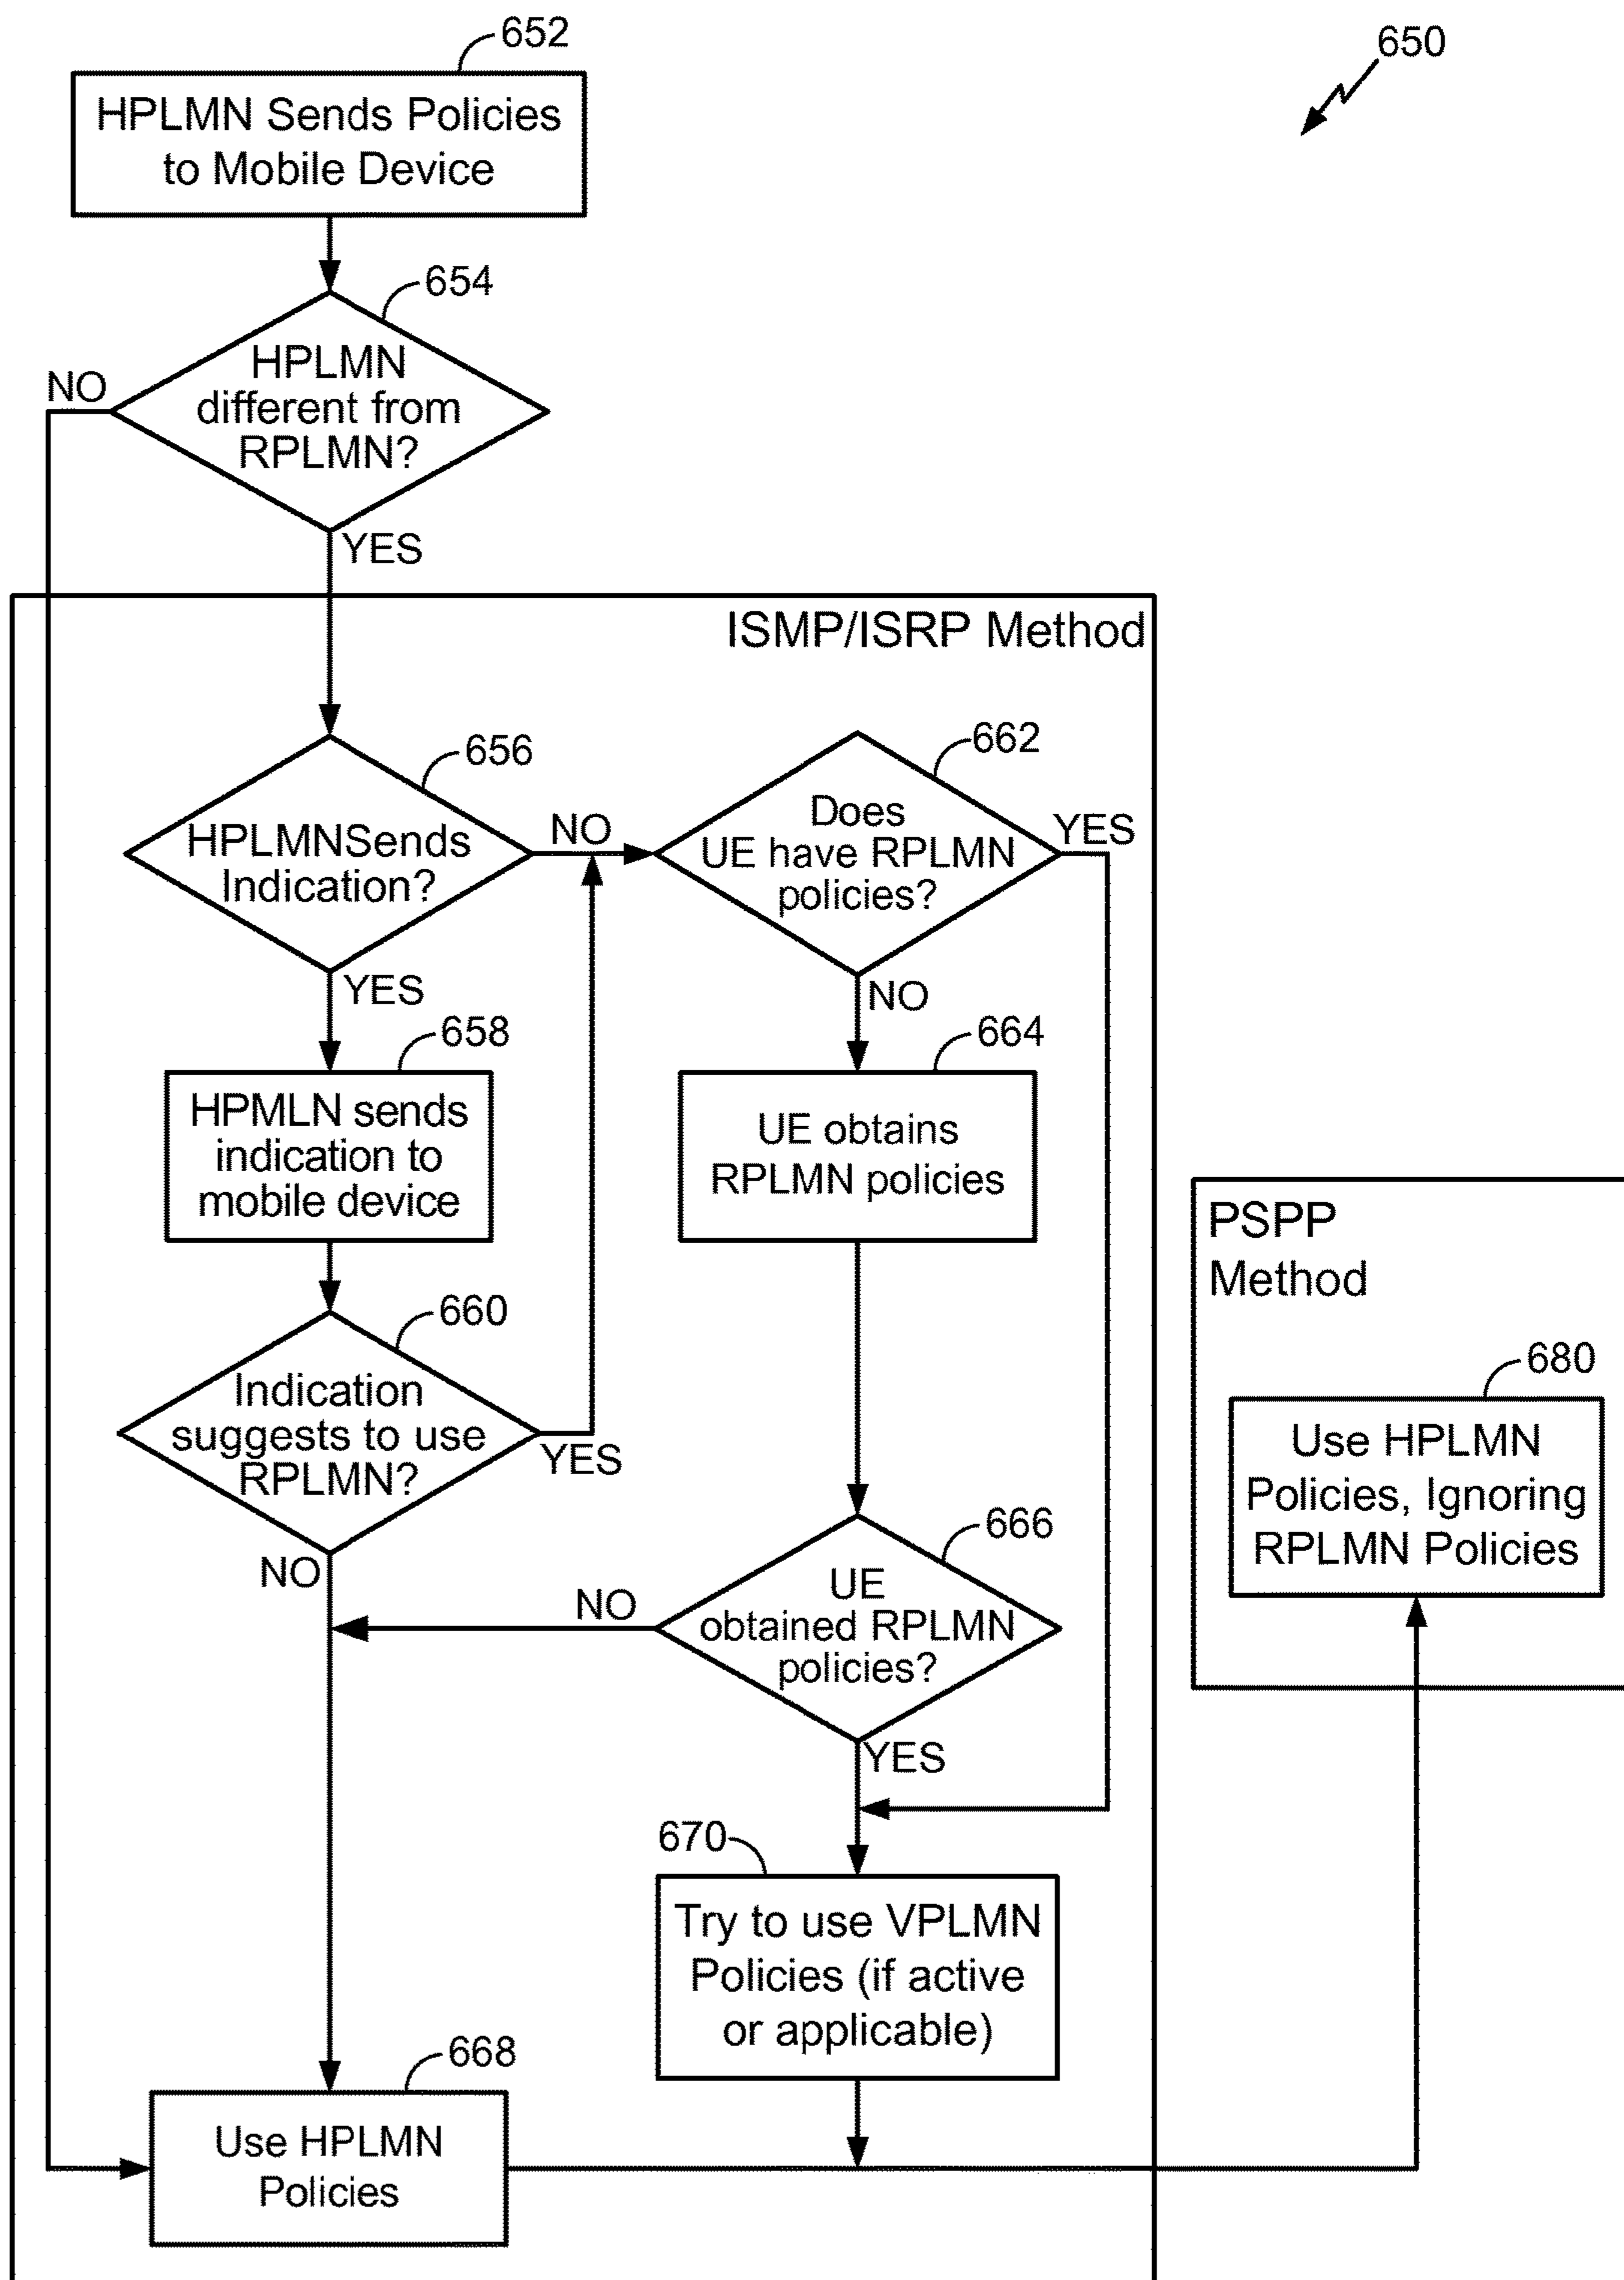 652
650
HPLMN Sends Policies
to Mobile Device
654
HPLMN
different from
RPLMN?
NO
YES
ISMP/ISRP Method
656
HPLMNSends
Indication?
NO
YES
662
Does
UE have RPLMN
policies?
YES
NO
658
HPMLN sends
indication to
mobile device
664
UE obtains
RPLMN policies
660
Indication
suggests to use
RPLMN?
YES
NO
666
UE
obtained RPLMN
policies?
NO
YES
670
Try to use VPLMN
Policies (if active
or applicable)
668
Use HPLMN
Policies
PSPP
Method
680
Use HPLMN
Policies, Ignoring
RPLMN Policies